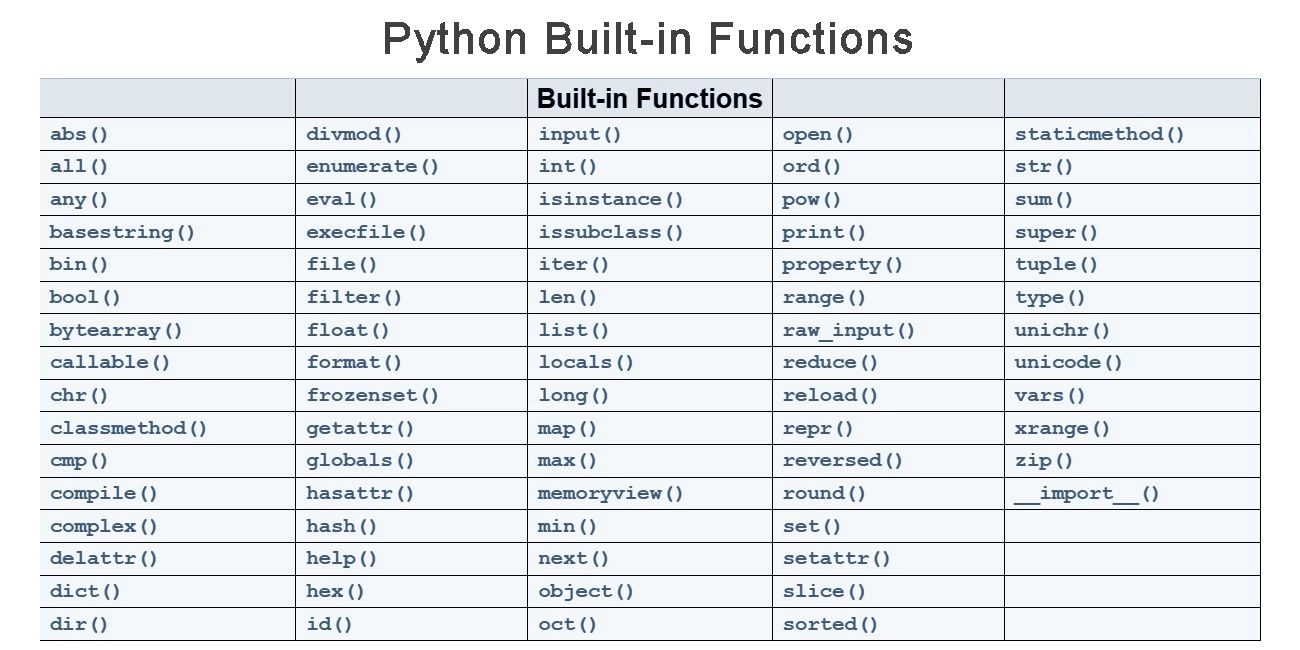 Python Built-in Functions
Built-in Functions
abs() divmod() input() open() staticmethod()
all() enumerate() int() ord() str()
any() eval() isinstance() pow() sum()
basestring() execfile() issubclass() print() super()
bin() file() iter() property() tuple()
bool() filter() len() range() type()
bytearray() float() list() raw_input() unichr()
callable() format() locals() reduce() unicode()
chr() frozenset() long() reload() vars()
classmethod() getattr() map() repr() xrange()
cmp() globals() max() reversed() zip()
compile() hasattr() memoryview() round() __import__()
complex() hash() min() set()
delattr() help() next() setattr()
dict() hex() object() slice()
dir() id() oct() sorted()